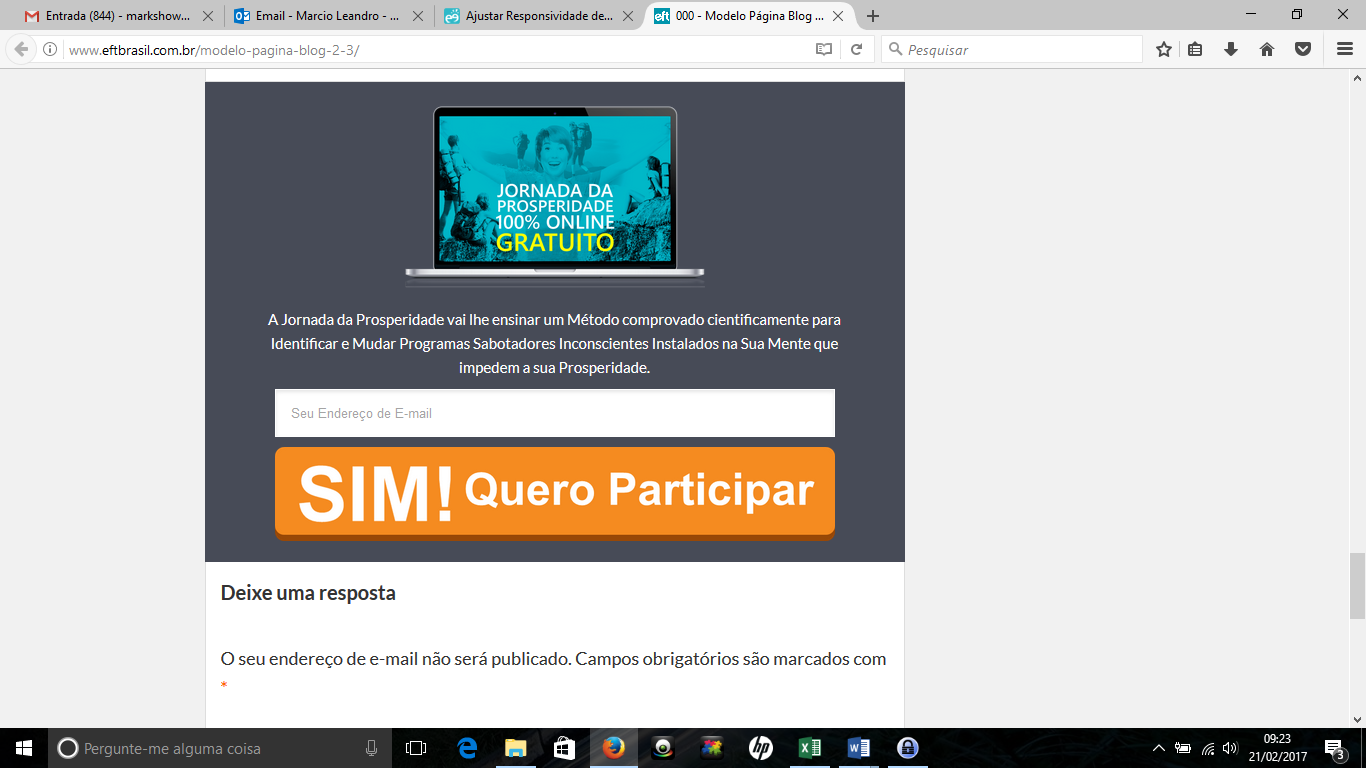 Entrada (844) - markshow...
Email - Marcio Leandro - ...
Ajustar Responsividade de...
eft 000 - Modelo Página Blog ...
www.eftbrasil.com.br/modelo-pagina-blog-2-3/
Pesquisar
JORNADA DA
PROSPERIDADE
100% ONLINE
GRATUITO
A Jornada da Prosperidade vai lhe ensinar um Método comprovado cientificamente para
Identificar e Mudar Programas Sabotadores Inconscientes Instalados na Sua Mente que
impedem a sua Prosperidade.
Seu Endereço de E-mail
SIM! Quero Participar
Deixe uma resposta
O seu endereço de e-mail não será publicado. Campos obrigatórios são marcados com
*
Pergunte-me alguma coisa
hp
09:23
21/02/2017
3